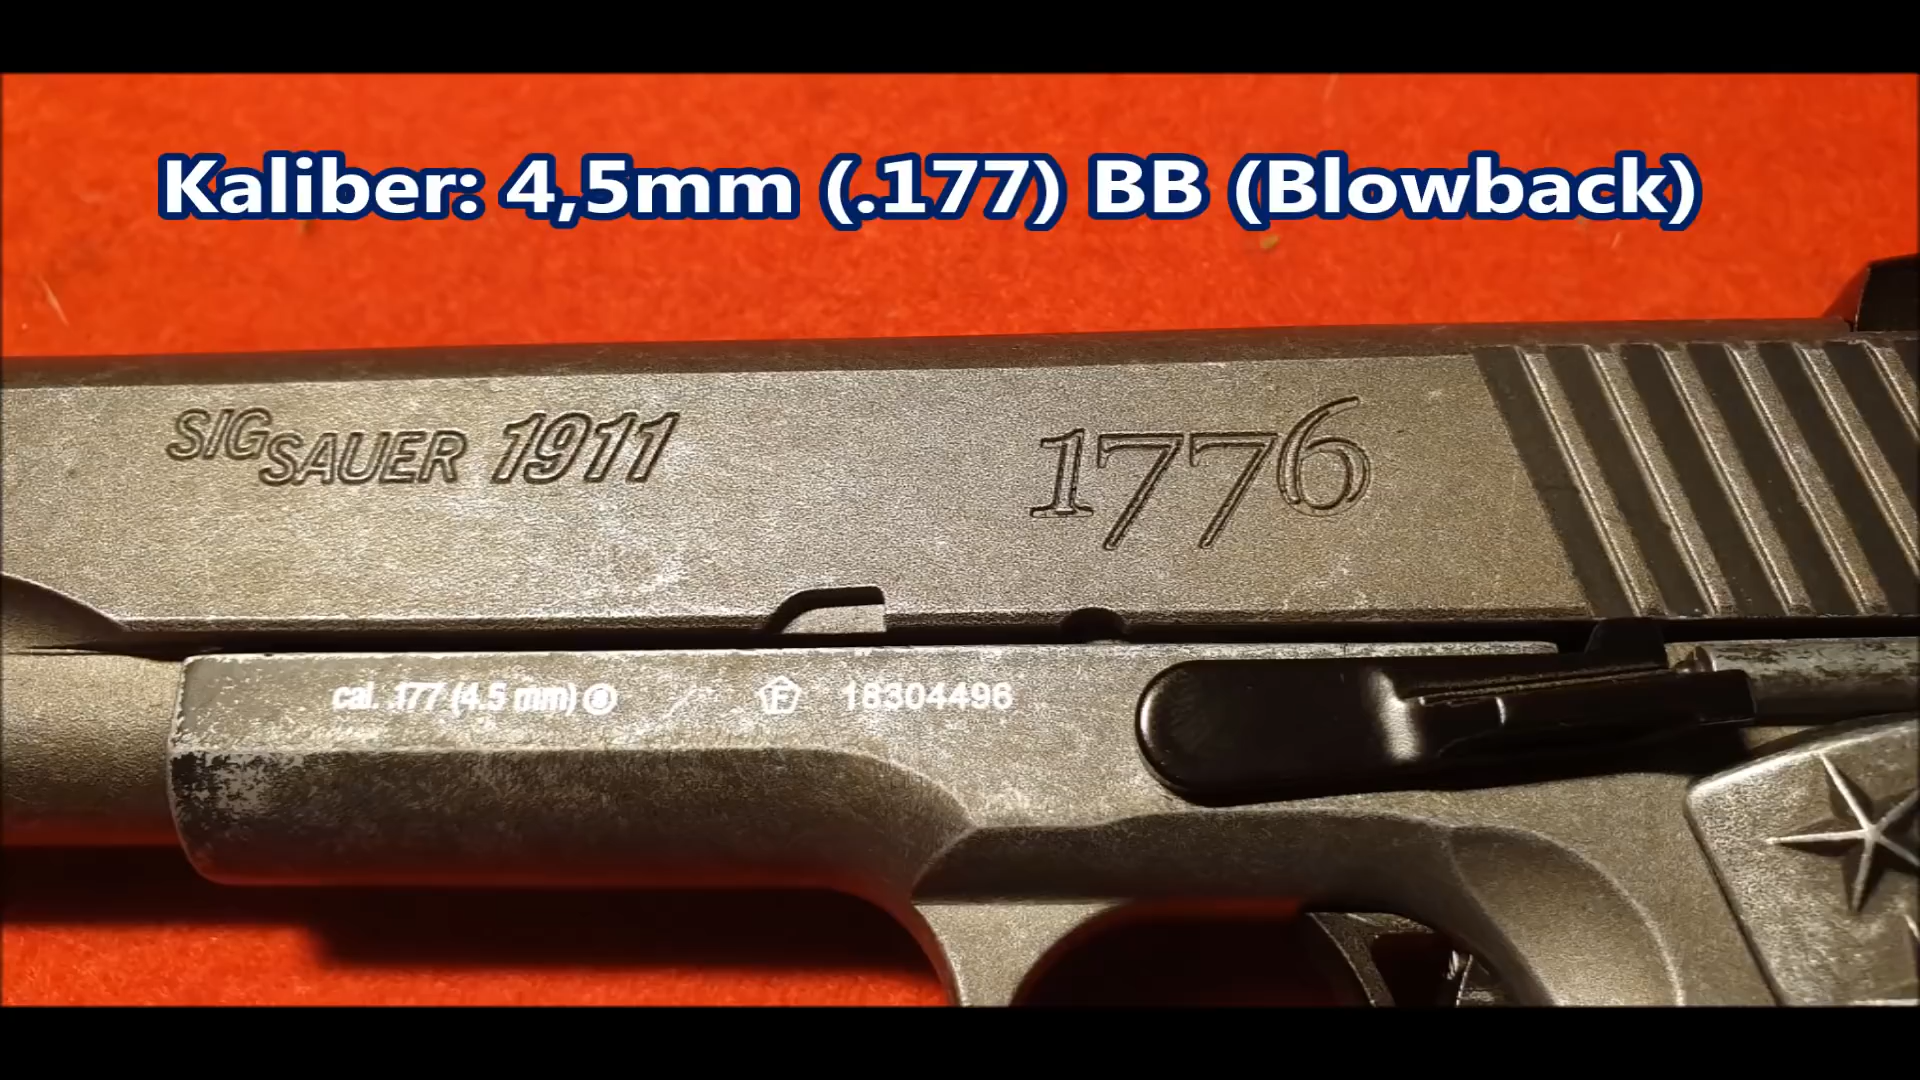 Kaliber: 4,5mm (.177) BB (Blowback)
SIG SAUER 1911
1776
cal. .177 (4.5 mm)
F 18304496